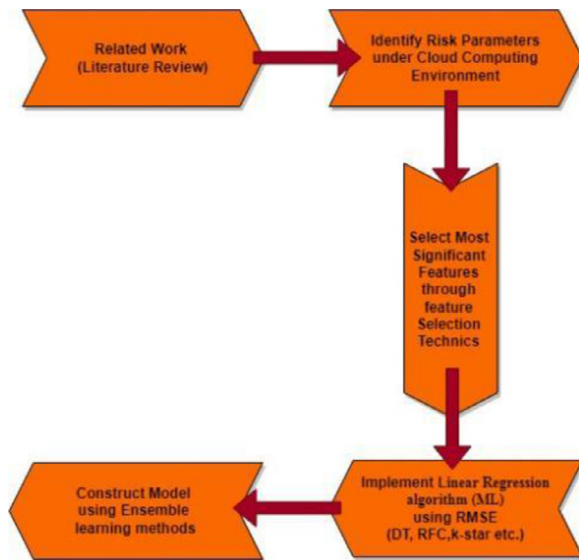 Related Work
(Literature Review)
Identify Risk Parameters
under Cloud Computing
Environment
Select Most
Significant
Features
through
feature
Selection
Technics
Implement Linear Regression
algorithm (ML)
using RMSE
(DT, RFC,k-star etc.)
Construct Model
using Ensemble
learning methods